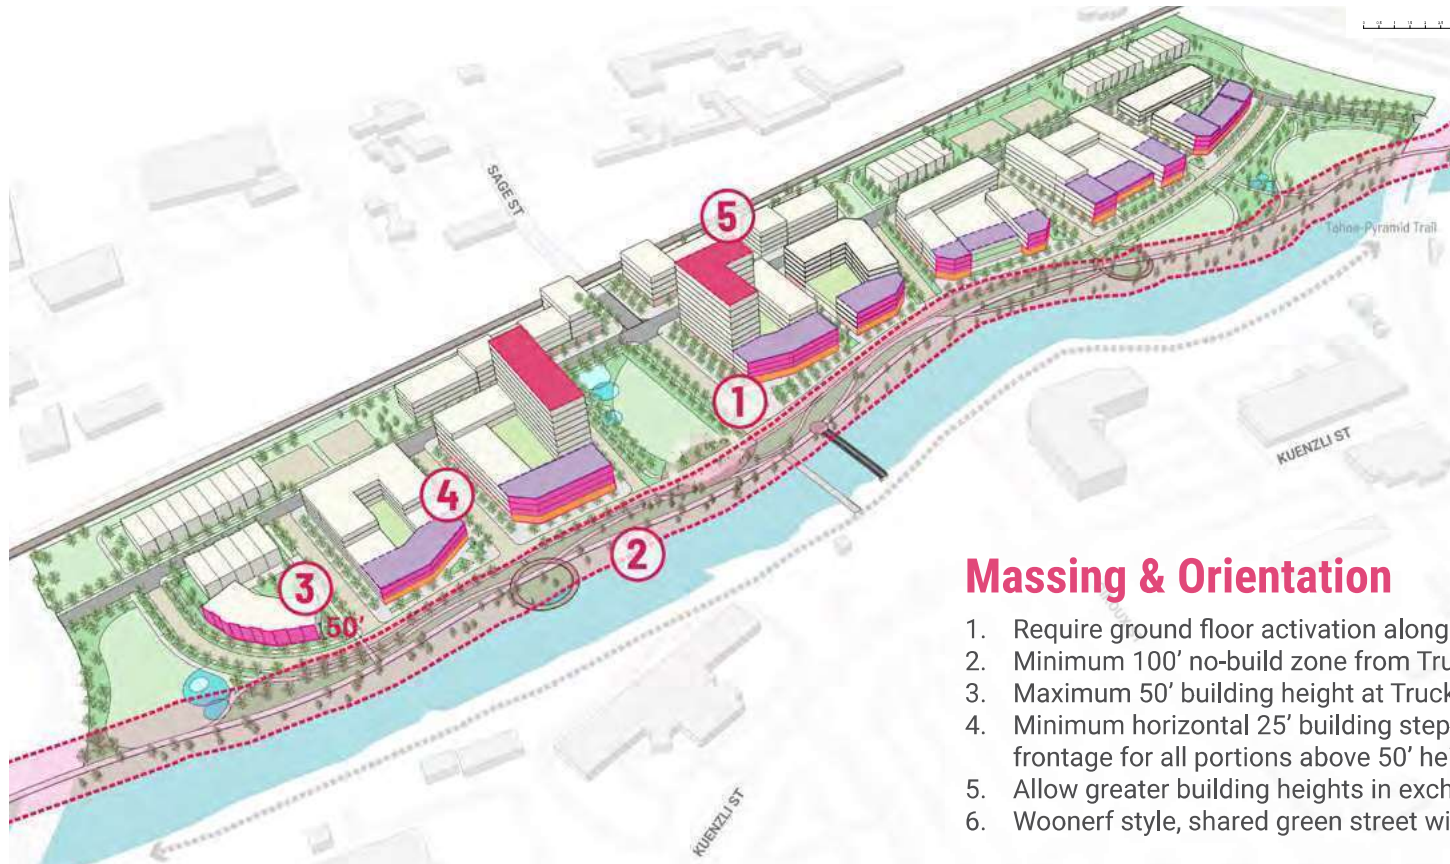 SAGE ST
5
Tahoe-Pyramid Trail
1
KUENZLI ST
4
2
3
50’
Massing & Orientation
1. Require ground floor activation along
2. Minimum 100’ no-build zone from Tru
3. Maximum 50’ building height at Truck
4. Minimum horizontal 25’ building step
frontage for all portions above 50’ he
5. Allow greater building heights in exch
6. Woonerf style, shared green street wi
KUENZLI ST